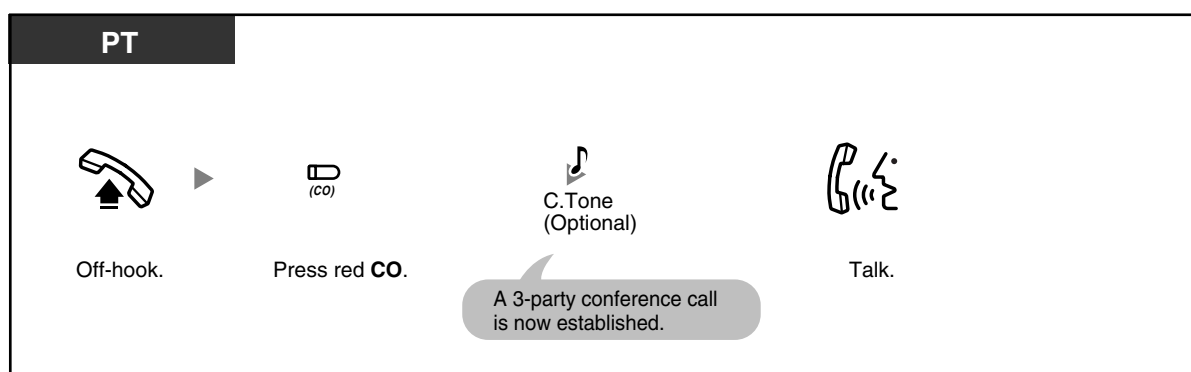 PT
(CO)
C.Tone
(Optional)
Off-hook.
Press red CO.
Talk.
A 3-party conference call
is now established.